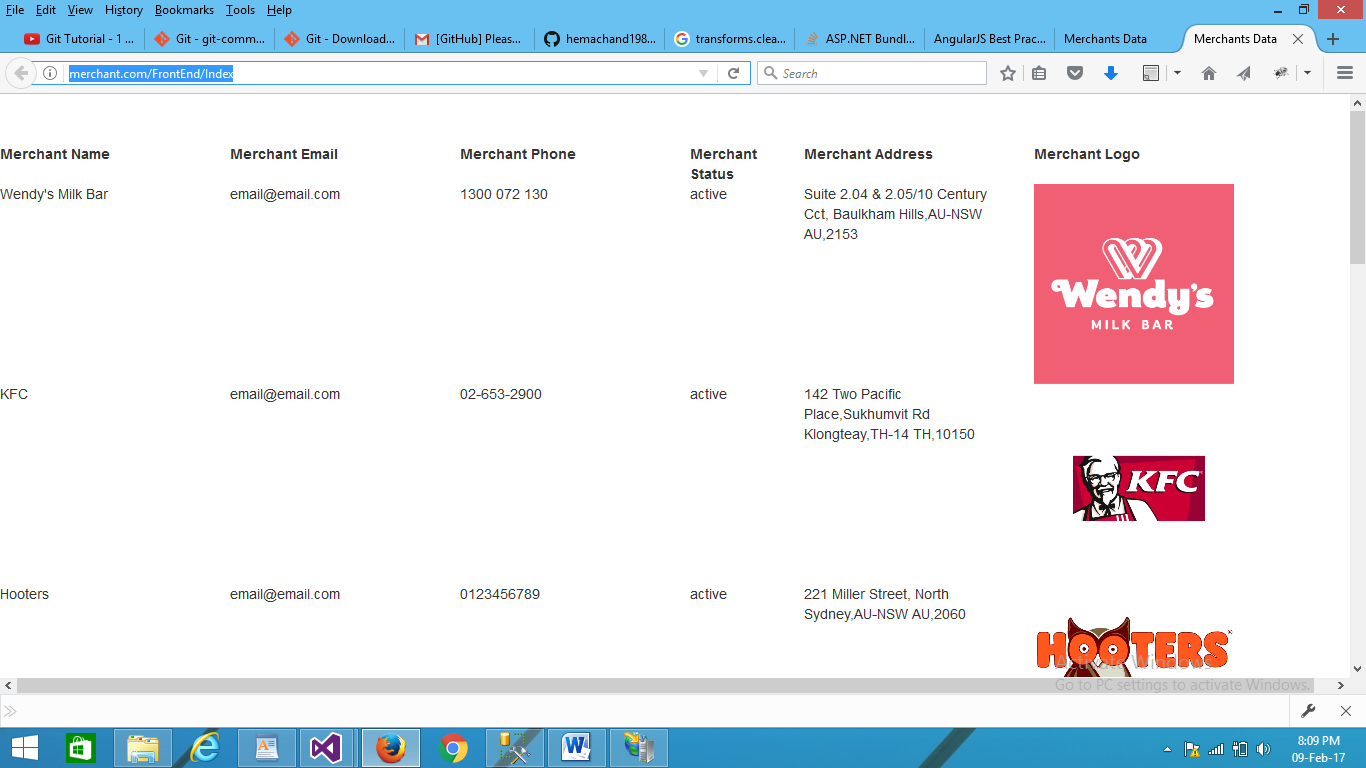 File Edit View History Bookmarks Tools Help
Git Tutorial - 1 ... Git - git-comm... Git - Download... M [GitHub] Pleas... hemachand198... transforms.clea... ASP.NET Bundl... AngularJS Best Prac... Merchants Data Merchants Data
merchant.com/FrontEnd/Index Search
Merchant Name Merchant Email Merchant Phone Merchant Status Merchant Address Merchant Logo
Wendy's Milk Bar email@email.com 1300 072 130 active Suite 2.04 & 2.05/10 Century
Cct, Baulkham Hills,AU-NSW
AU,2153
Wendy's
MILK BAR
KFC email@email.com 02-653-2900 active 142 Two Pacific
Place,Sukhumvit Rd
Klongteay,TH-14 TH,10150
KFC
Hooters email@email.com 0123456789 active 221 Miller Street, North
Sydney,AU-NSW AU,2060
HOOTERS
Activate Windows
Go to PC settings to activate Windows.
8:09 PM
09-Feb-17